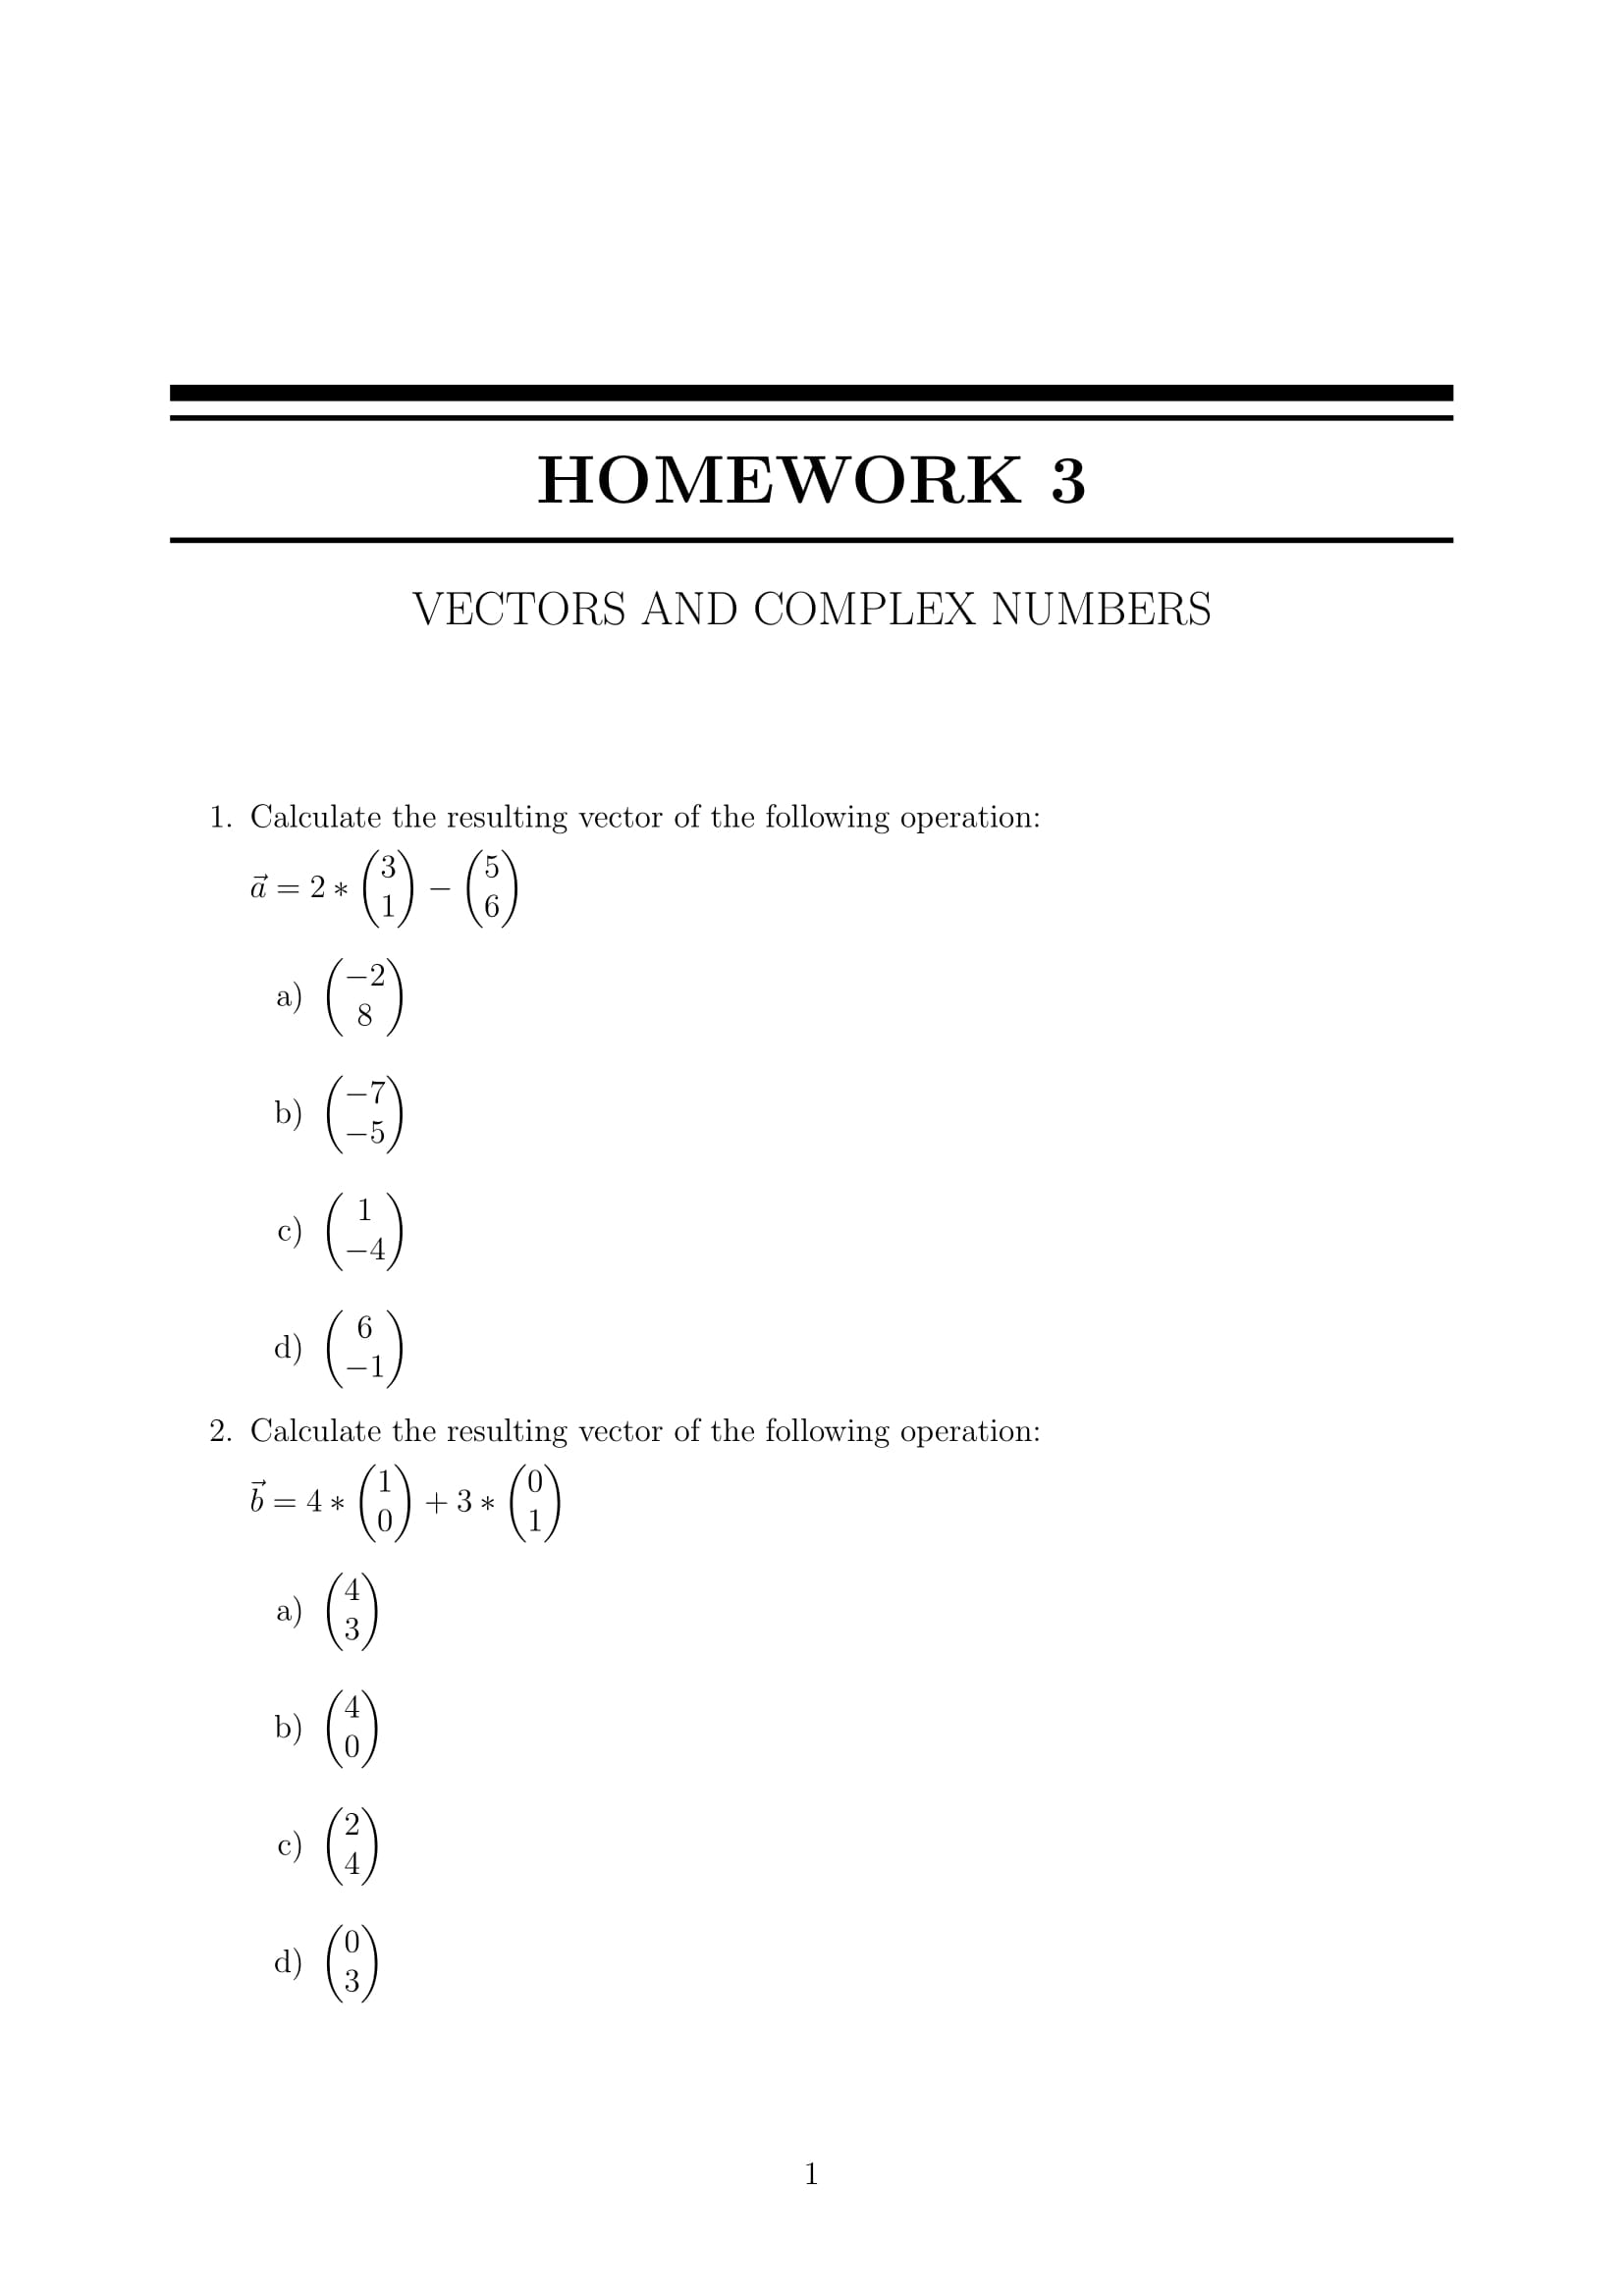 HOMEWORK 3
VECTORS AND COMPLEX NUMBERS
1. Calculate the resulting vector of the following operation:
$\vec{a} = 2 * \begin{pmatrix} 3 \\ 1 \end{pmatrix} - \begin{pmatrix} 5 \\ 6 \end{pmatrix}$
a) $\begin{pmatrix} -2 \\ 8 \end{pmatrix}$
b) $\begin{pmatrix} -7 \\ -5 \end{pmatrix}$
c) $\begin{pmatrix} 1 \\ -4 \end{pmatrix}$
d) $\begin{pmatrix} 6 \\ -1 \end{pmatrix}$
2. Calculate the resulting vector of the following operation:
$\vec{b} = 4 * \begin{pmatrix} 1 \\ 0 \end{pmatrix} + 3 * \begin{pmatrix} 0 \\ 1 \end{pmatrix}$
a) $\begin{pmatrix} 4 \\ 3 \end{pmatrix}$
b) $\begin{pmatrix} 4 \\ 0 \end{pmatrix}$
c) $\begin{pmatrix} 2 \\ 4 \end{pmatrix}$
d) $\begin{pmatrix} 0 \\ 3 \end{pmatrix}$
1